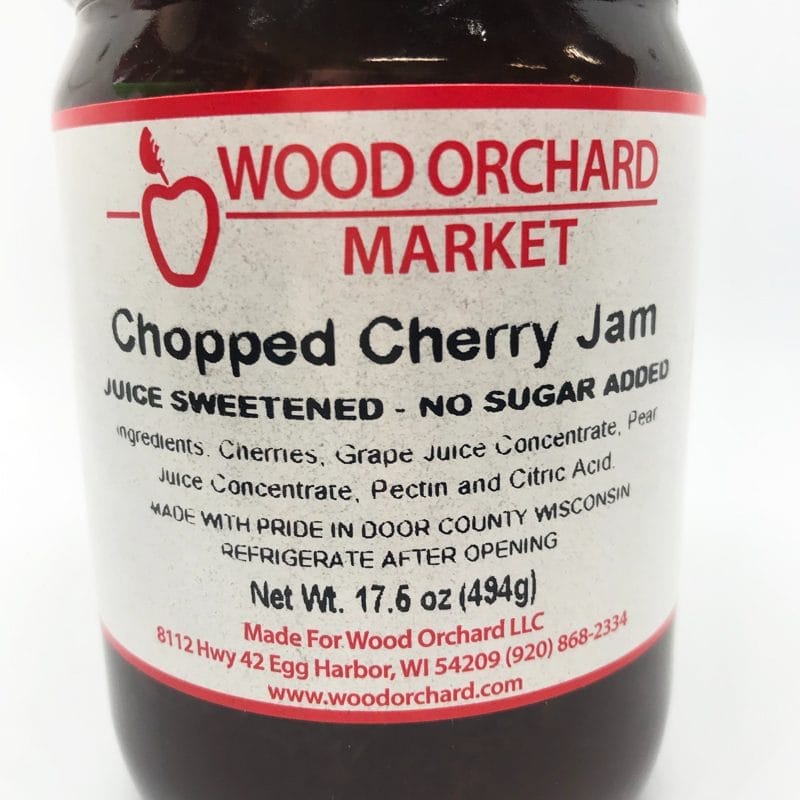 WOOD ORCHARD
MARKET
Chopped Cherry Jam
JUICE SWEETENED - NO SUGAR ADDED
Ingredients: Cherries, Grape Juice Concentrate, Pear
Juice Concentrate, Pectin and Citric Acid.
MADE WITH PRIDE IN DOOR COUNTY WISCONSIN
REFRIGERATE AFTER OPENING
Net Wt. 17.5 oz (494g)
Made For Wood Orchard LLC
8112 Hwy 42 Egg Harbor, WI 54209 (920) 868-2334
www.woodorchard.com